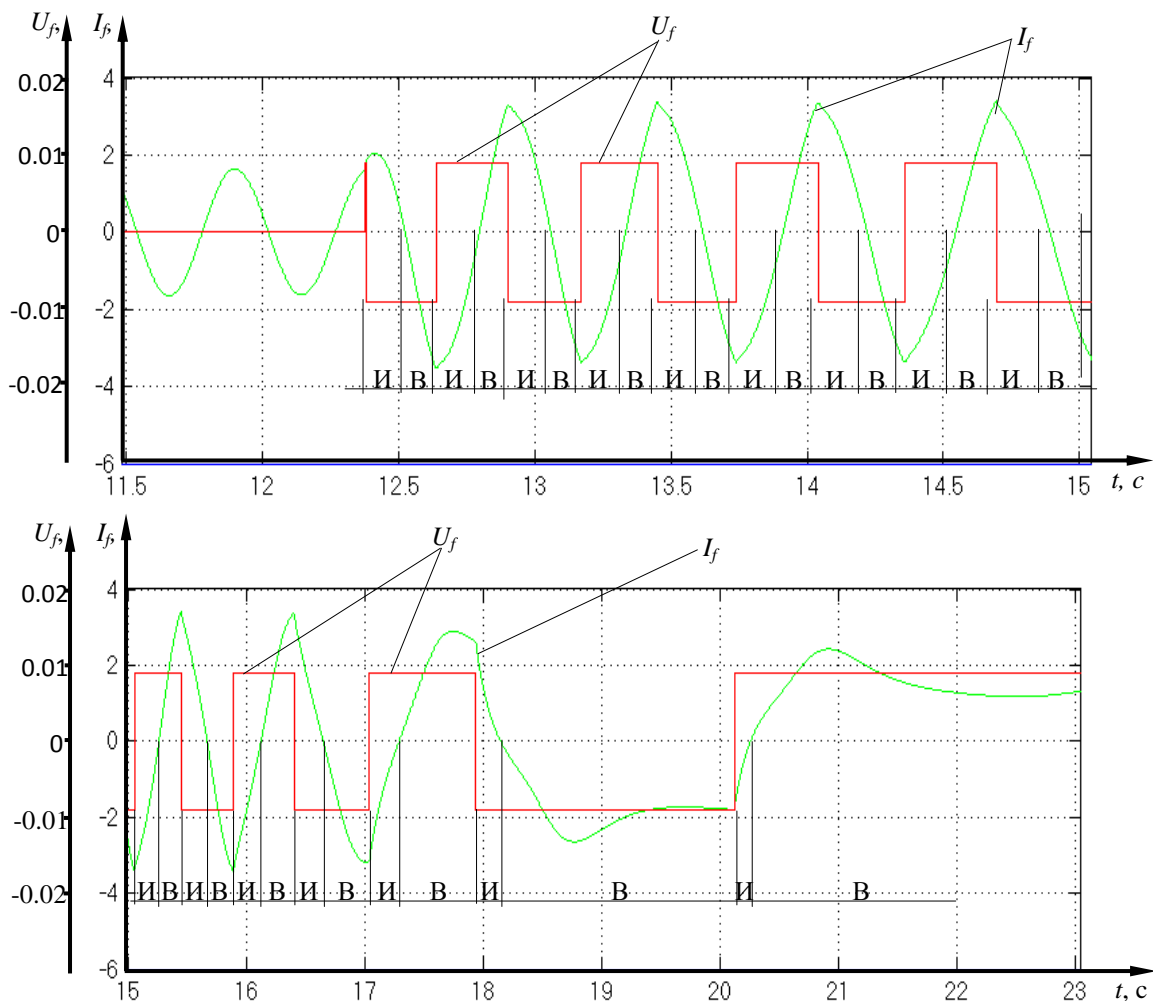 U_f, I_f, U_f I_f
0.02 4
0.01 2
0 0
-0.01 -2
-0.02 -4
-6
И В И В И В И В И В И В И В И В И В
11.5 12 12.5 13 13.5 14 14.5 15 t, c
U_f, I_f, U_f I_f
0.02 4
0.01 2
0 0
-0.01 -2
-0.02 -4
-6
И В И В И В И В И В И В И В
15 16 17 18 19 20 21 22 23 t, c